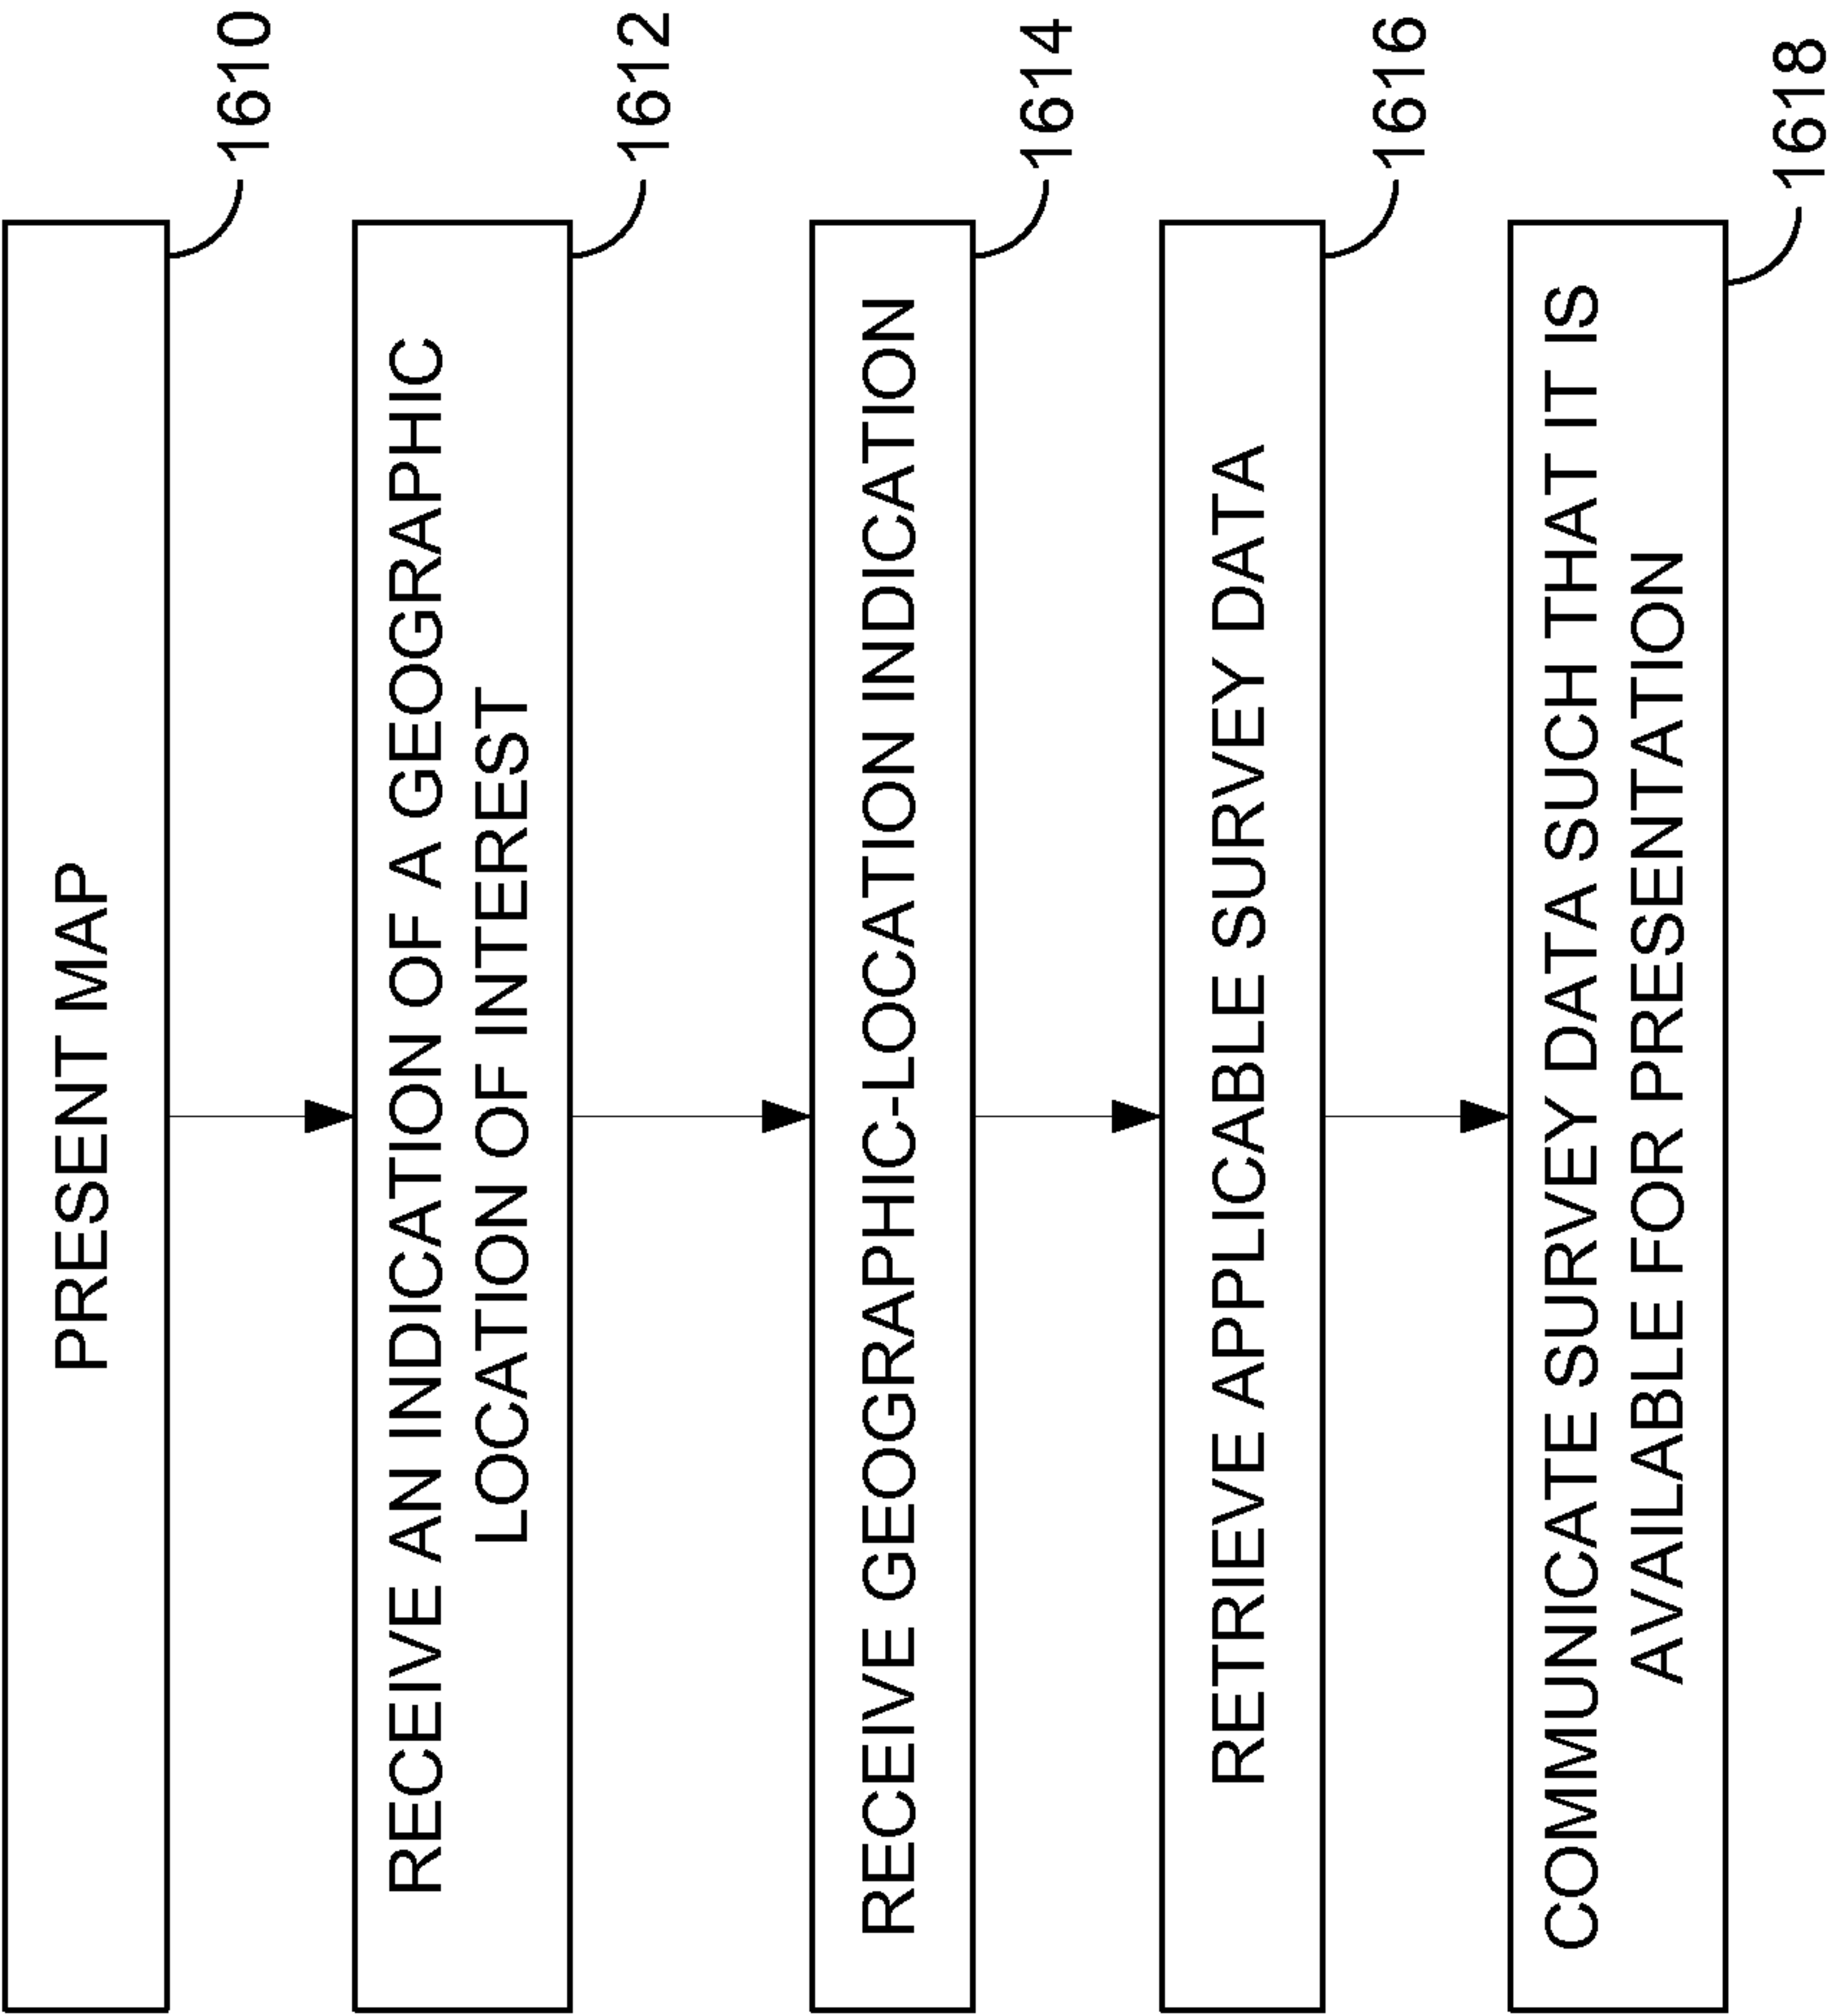 PRESENT MAP
1610
RECEIVE AN INDICATION OF A GEOGRAPHIC
LOCATION OF INTEREST
1612
RECEIVE GEOGRAPHIC-LOCATION INDICATION
1614
RETRIEVE APPLICABLE SURVEY DATA
1616
COMMUNICATE SURVEY DATA SUCH THAT IT IS
AVAILABLE FOR PRESENTATION
1618